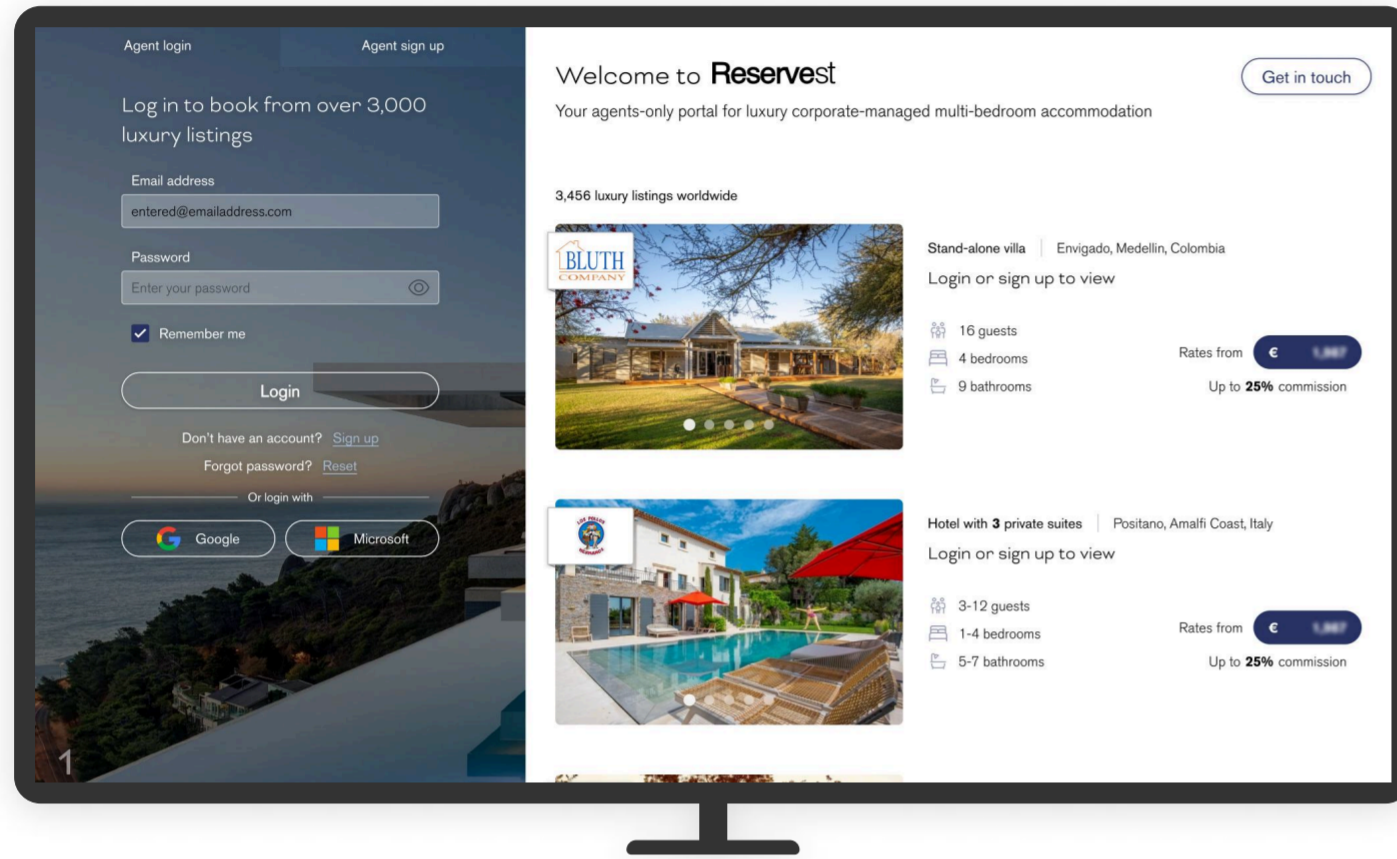 Agent login
Agent sign up
Log in to book from over 3,000
luxury listings
Email address
entered@emailaddress.com
Password
Enter your password
Remember me
Login
Don't have an account? Sign up
Forgot password? Reset
Or login with
Google
Microsoft
1
Welcome to Reservest
Get in touch
Your agents-only portal for luxury corporate-managed multi-bedroom accommodation
3,456 luxury listings worldwide
BLUTH
COMPANY
Stand-alone villa
Envigado, Medellin, Colombia
Login or sign up to view
16 guests
4 bedrooms
9 bathrooms
Rates from €
Up to 25% commission
LOS POLLOS
HERMANOS
Hotel with 3 private suites
Positano, Amalfi Coast, Italy
Login or sign up to view
3-12 guests
1-4 bedrooms
5-7 bathrooms
Rates from €
Up to 25% commission